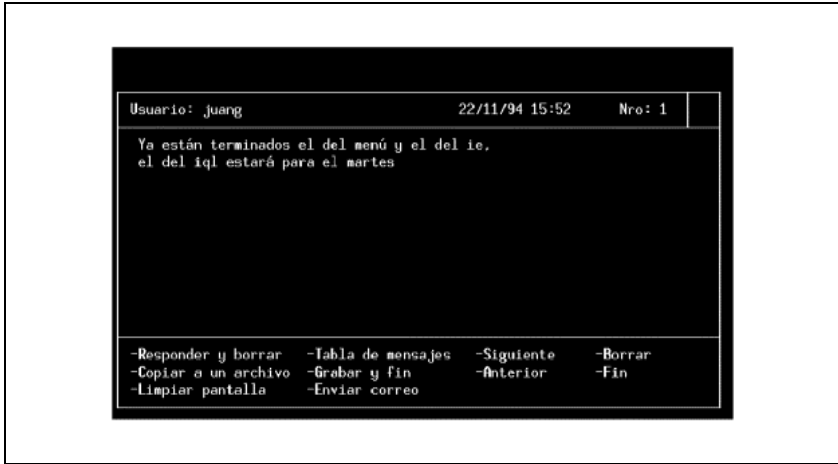 Usuario: juang 22/11/94 15:52 Nro: 1
Ya están terminados el del menú y el del ie,
el del iql estará para el martes
-Responder y borrar -Tabla de mensajes -Siguiente -Borrar
-Copiar a un archivo -Grabar y fin -Anterior -Fin
-Limpiar pantalla -Enviar correo